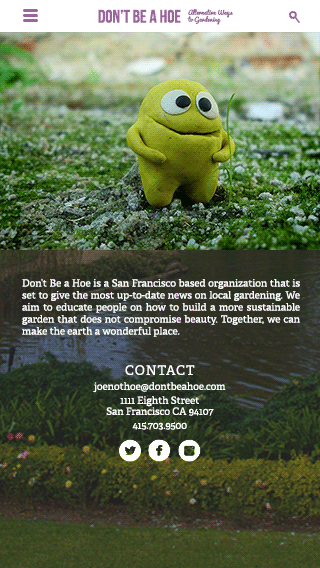 DON'T BE A HOE
Alternative Ways
to Gardening
Don't Be a Hoe is a San Francisco based organization that is
set to give the most up-to-date news on local gardening. We
aim to educate people on how to build a more sustainable
garden that does not compromise beauty. Together, we can
make the earth a wonderful place.
CONTACT
joenothoe@dontbeahoe.com
1111 Eighth Street
San Francisco CA 94107
415.703.9500